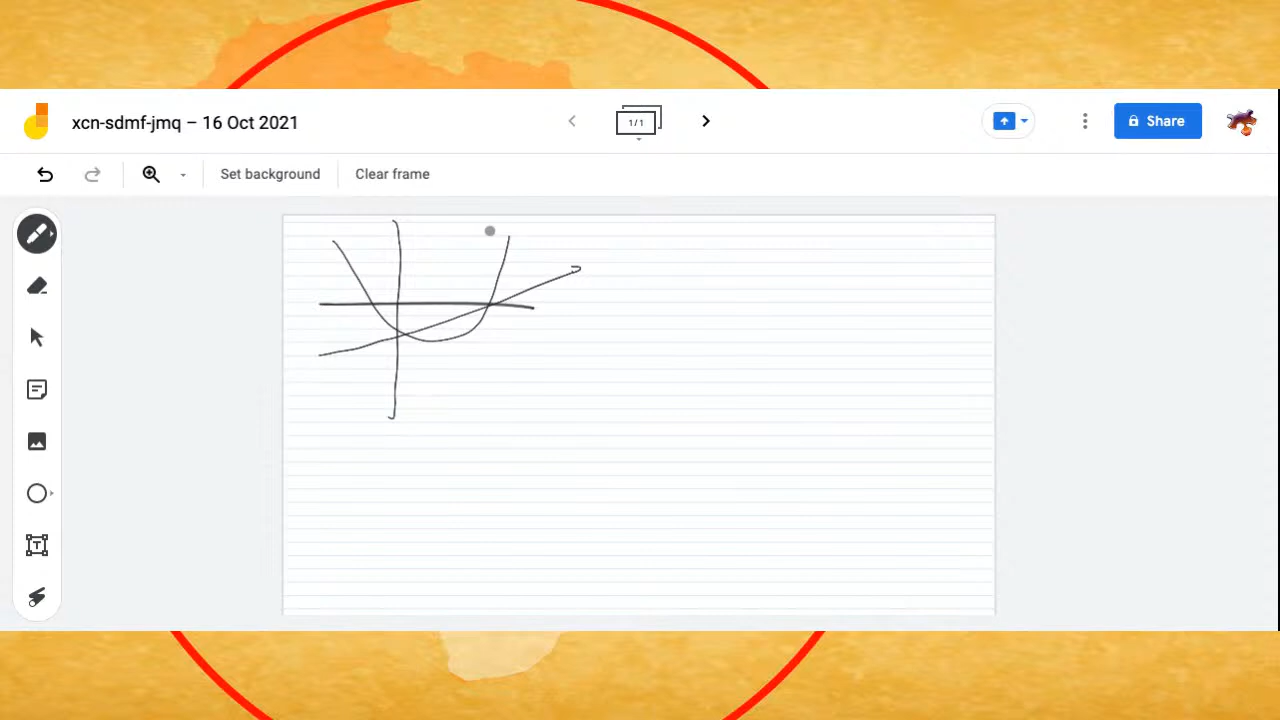 xcn-sdmf-jmq – 16 Oct 2021
1/1
Share
Set background
Clear frame
T